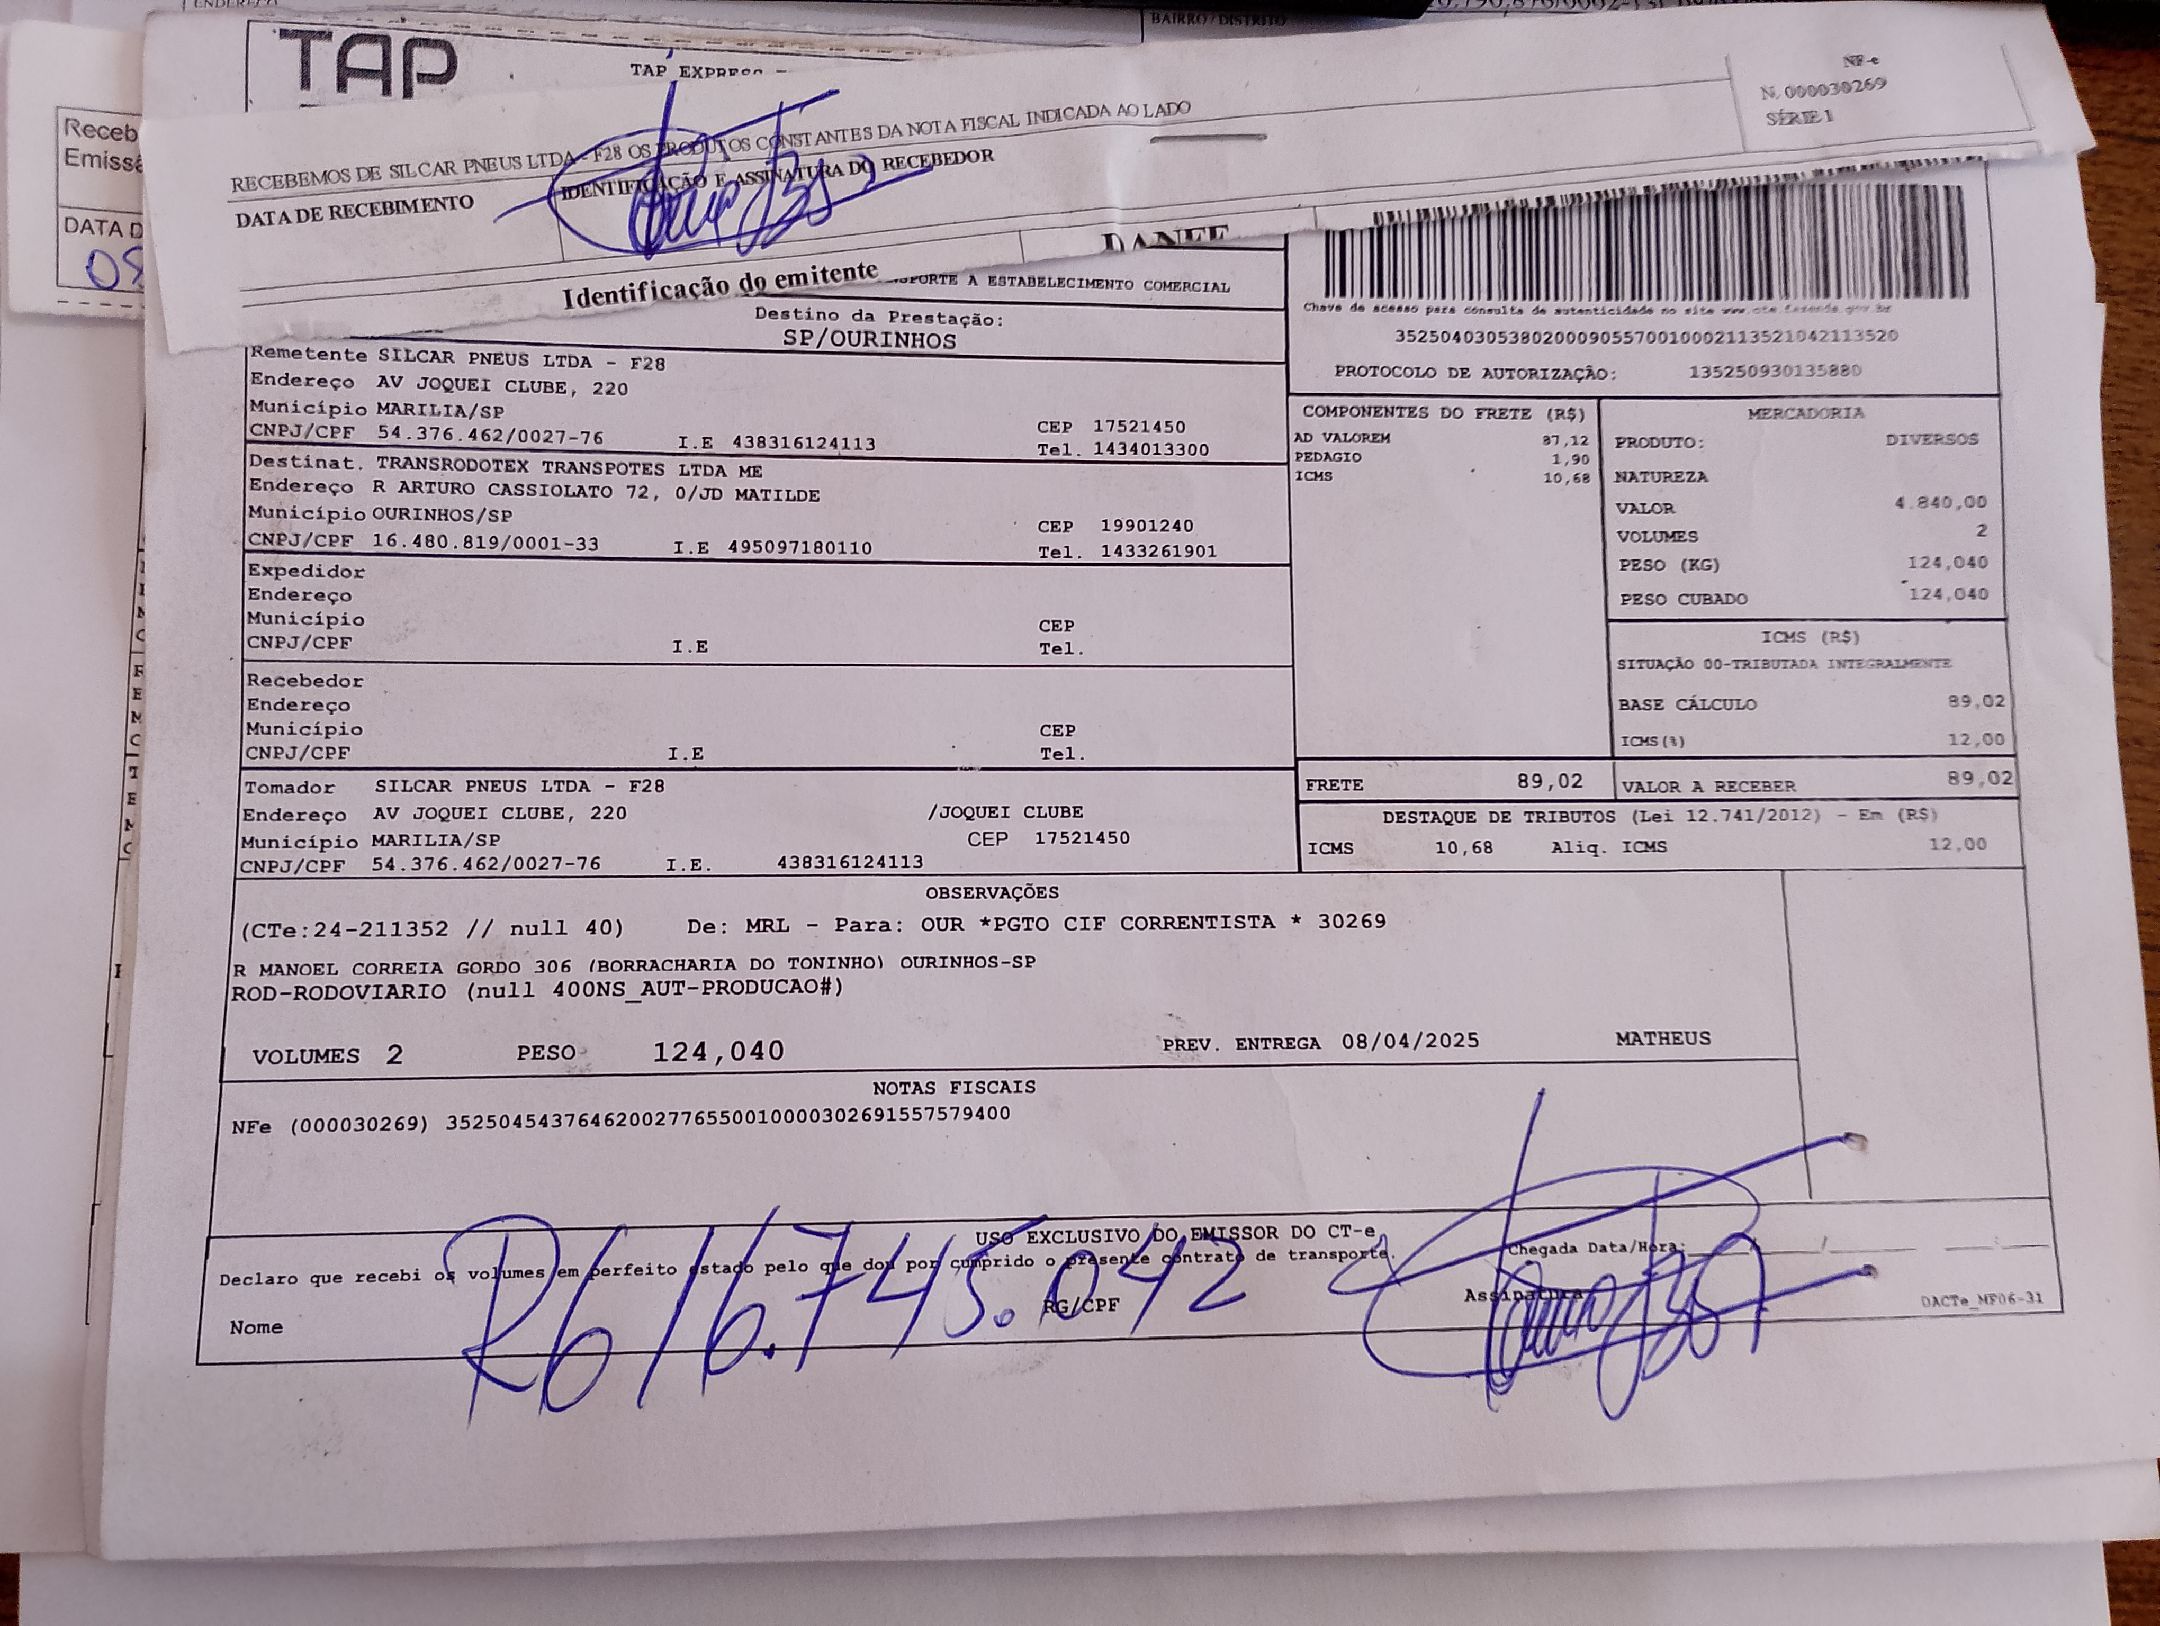 ENDEREÇO
BAIRRO / DISTRITO
TAP
TAP EXPRESO -
Receb
Emissã
DATA D
09
NF-e
N. 000030269
SÉRIE 1
RECEBEMOS DE SILCAR PNEUS LTDA - F28 OS PRODUTOS CONSTANTES DA NOTA FISCAL INDICADA AO LADO
DATA DE RECEBIMENTO
IDENTIFICAÇÃO E ASSINATURA DO RECEBEDOR
DANFE
Identificação do emitente
PORTE A ESTABELECIMENTO COMERCIAL
Destino da Prestação:
SP/OURINHOS
Chave de acesso para consulta de autenticidade no site www.cte.fazenda.gov.br
35250403053802000905570010002113521042113520
PROTOCOLO DE AUTORIZAÇÃO: 135250930135880
Remetente SILCAR PNEUS LTDA - F28
Endereço AV JOQUEI CLUBE, 220
Município MARILIA/SP
CEP 17521450
CNPJ/CPF 54.376.462/0027-76 I.E 438316124113
Tel. 1434013300
Destinat. TRANSRODOTEX TRANSPOTES LTDA ME
Endereço R ARTURO CASSIOLATO 72, 0/JD MATILDE
Município OURINHOS/SP
CEP 19901240
CNPJ/CPF 16.480.819/0001-33 I.E 495097180110
Tel. 1433261901
Expedidor
Endereço
Município
CEP
CNPJ/CPF I.E
Tel.
Recebedor
Endereço
Município
CEP
CNPJ/CPF I.E
Tel.
Tomador SILCAR PNEUS LTDA - F28
Endereço AV JOQUEI CLUBE, 220 /JOQUEI CLUBE
Município MARILIA/SP CEP 17521450
CNPJ/CPF 54.376.462/0027-76 I.E. 438316124113
COMPONENTES DO FRETE (R$)
AD VALOREM 87,12
PEDAGIO 1,90
ICMS 10,68
MERCADORIA
PRODUTO: DIVERSOS
NATUREZA
VALOR 4.840,00
VOLUMES 2
PESO (KG) 124,040
PESO CUBADO 124,040
ICMS (R$)
SITUAÇÃO 00-TRIBUTADA INTEGRALMENTE
BASE CÁLCULO 89,02
ICMS(%) 12,00
FRETE 89,02
VALOR A RECEBER 89,02
DESTAQUE DE TRIBUTOS (Lei 12.741/2012) - Em (R$)
ICMS 10,68 Aliq. ICMS 12,00
OBSERVAÇÕES
(CTe:24-211352 // null 40) De: MRL - Para: OUR *PGTO CIF CORRENTISTA * 30269
R MANOEL CORREIA GORDO 306 (BORRACHARIA DO TONINHO) OURINHOS-SP
ROD-RODOVIARIO (null 400NS_AUT-PRODUCAO#)
VOLUMES 2 PESO 124,040 PREV. ENTREGA 08/04/2025 MATHEUS
NOTAS FISCAIS
NFe (000030269) 35250454376462002776550010000302691557579400
USO EXCLUSIVO DO EMISSOR DO CT-e
Declaro que recebi os volumes em perfeito estado pelo que dou por cumprido o presente contrato de transporte.
Chegada Data/Hora:
RG 16.745.042
Nome
RG/CPF
Assinatura
DACTe_MF06-31